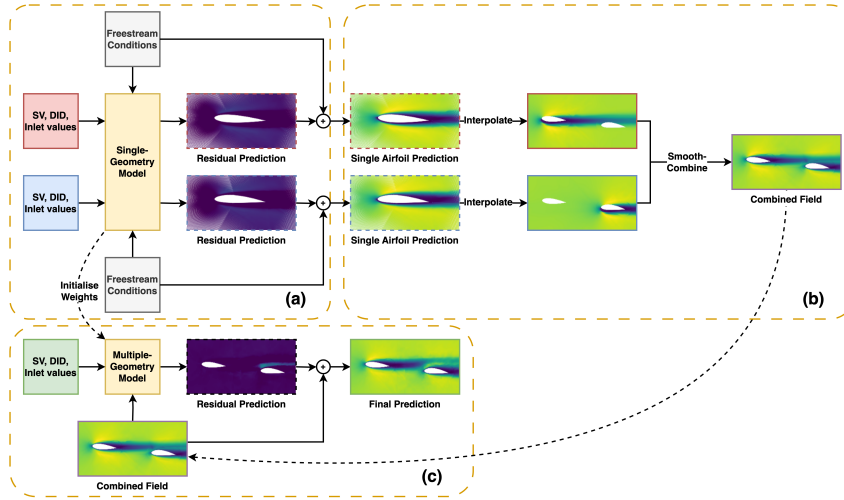 Freestream
Conditions
SV, DID,
Inlet values
Single-
Geometry
Model
Residual Prediction
+
Single Airfoil Prediction
Interpolate
Smooth-
Combine
Combined Field
SV, DID,
Inlet values
Residual Prediction
+
Single Airfoil Prediction
Interpolate
Freestream
Conditions
(a)
(b)
Initialise
Weights
SV, DID,
Inlet values
Multiple-
Geometry
Model
Residual Prediction
+
Final Prediction
Combined Field
(c)